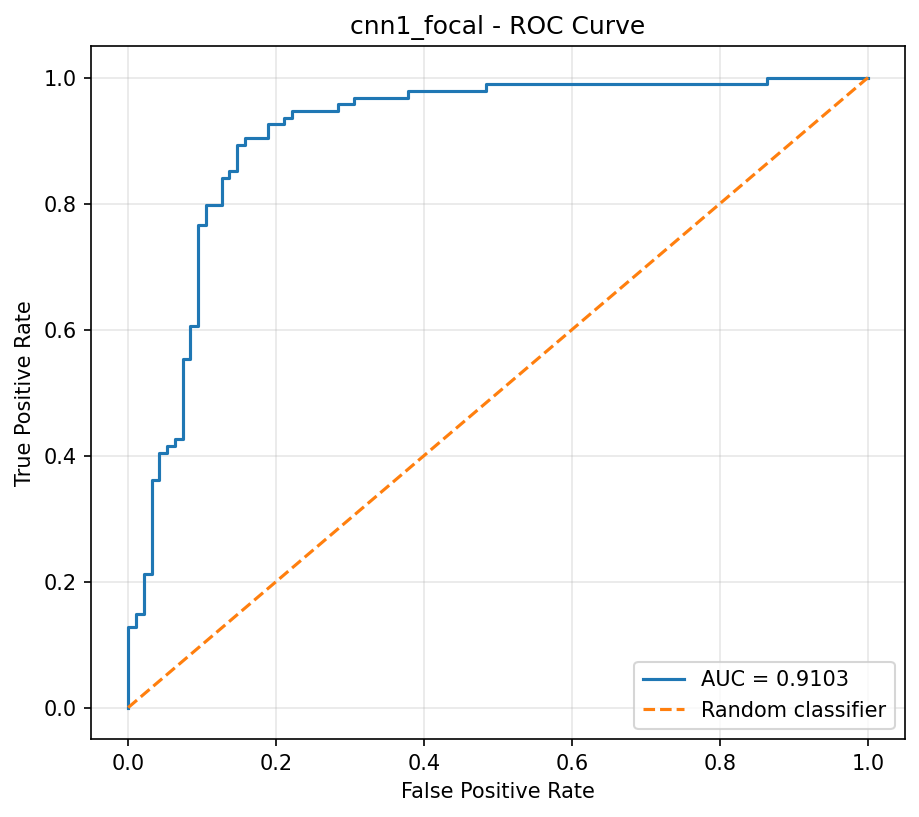 cnn1_focal - ROC Curve
1.0
0.8
0.6
0.4
0.2
0.0
True Positive Rate
AUC = 0.9103
Random classifier
0.0 0.2 0.4 0.6 0.8 1.0
False Positive Rate